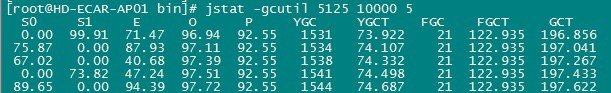 [root@HD-ECAR-AP01 bin]# jstat -gcutil 5125 10000 5
S0 S1 E O P YGC YGCT FGC FGCT GCT
0.00 99.91 71.47 96.94 92.55 1531 73.922 21 122.935 196.856
75.87 0.00 87.93 97.11 92.55 1534 74.107 21 122.935 197.041
67.02 0.00 40.68 97.39 92.55 1538 74.332 21 122.935 197.267
0.00 73.82 47.24 97.51 92.55 1541 74.498 21 122.935 197.433
89.65 0.00 94.39 97.72 92.55 1544 74.687 21 122.935 197.622